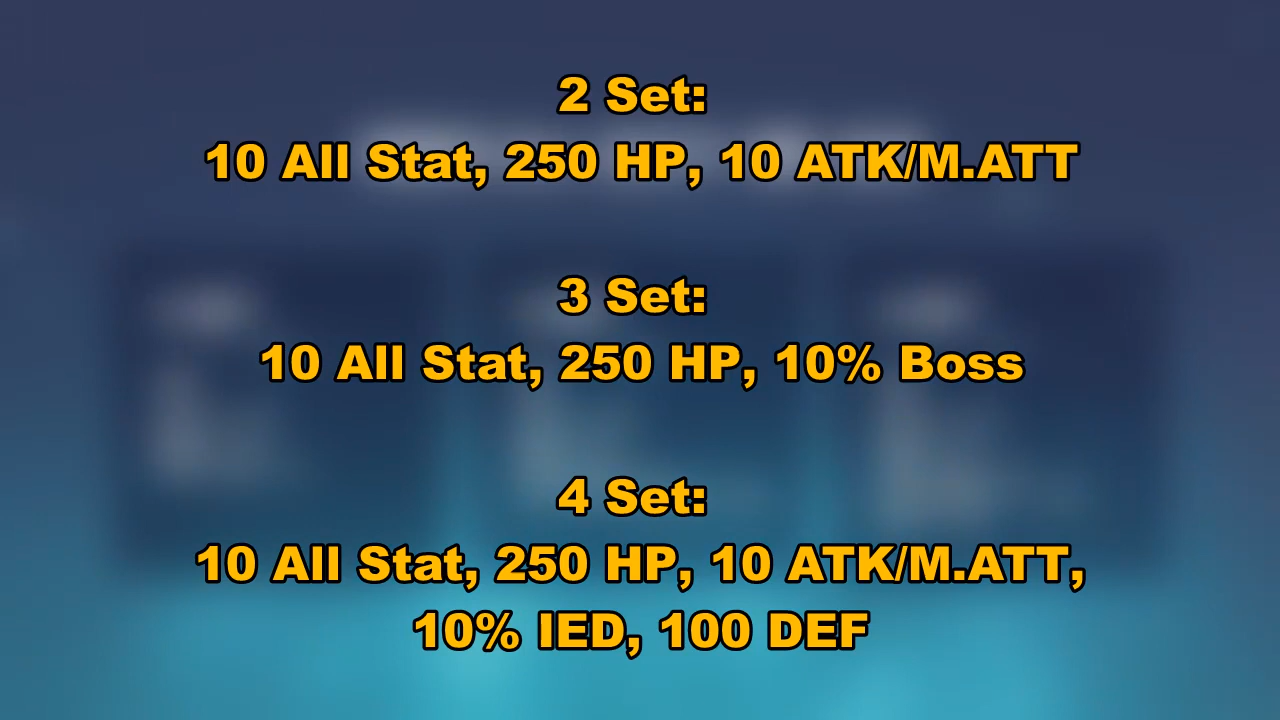 2 Set:
10 All Stat, 250 HP, 10 ATK/M.ATT
3 Set:
10 All Stat, 250 HP, 10% Boss
4 Set:
10 All Stat, 250 HP, 10 ATK/M.ATT,
10% IED, 100 DEF